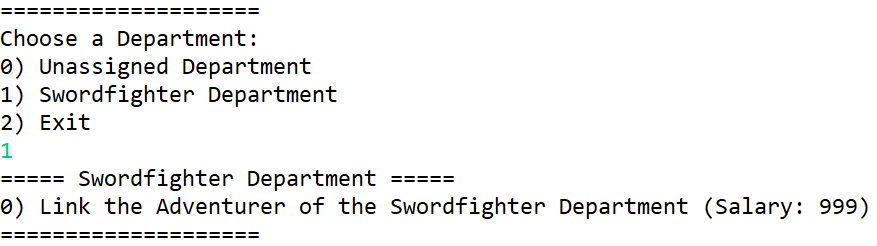 ====================
Choose a Department:
0) Unassigned Department
1) Swordfighter Department
2) Exit
1
===== Swordfighter Department =====
0) Link the Adventurer of the Swordfighter Department (Salary: 999)
====================